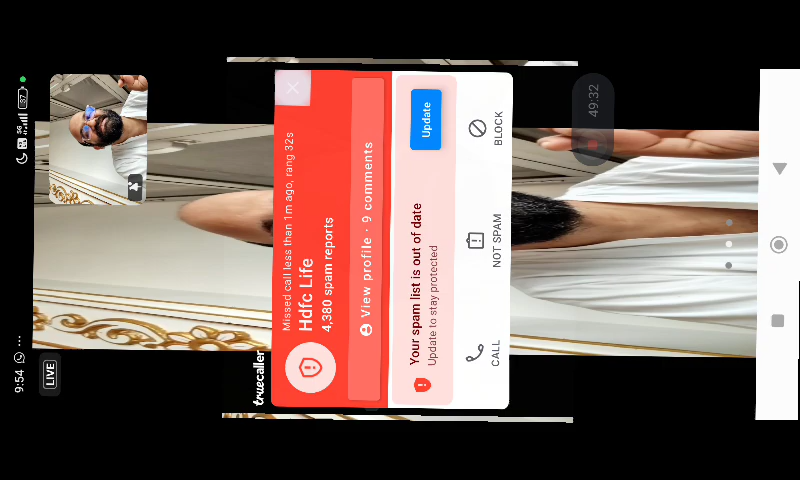 9:54
37
LIVE
truecaller
Missed call less than 1m ago, rang 32s
Hdfc Life
4,380 spam reports
View profile · 9 comments
Your spam list is out of date
Update to stay protected
Update
CALL
NOT SPAM
BLOCK
49:32